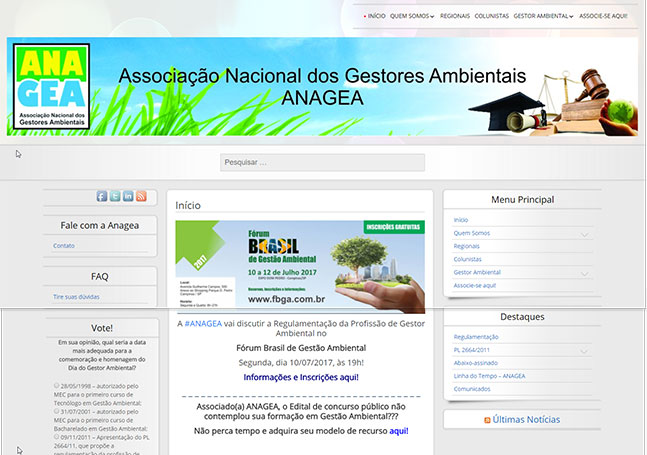 INÍCIO QUEM SOMOS REGIONAIS COLUNISTAS GESTOR AMBIENTAL ASSOCIE-SE AQUI!
ANA
GEA
Associação Nacional dos
Gestores Ambientais
Associação Nacional dos Gestores Ambientais
ANAGEA
Pesquisar …
Fale com a Anagea
Contato
FAQ
Tire suas dúvidas
Vote!
Em sua opinião, qual seria a data
mais adequada para a
comemoração e homenagem do
Dia do Gestor Ambiental?
28/05/1998 – autorizado pelo
MEC para o primeiro curso de
Tecnólogo em Gestão Ambiental;
31/07/2001 – autorizado pelo
MEC para o primeiro curso de
Bacharelado em Gestão Ambiental;
09/11/2011 – Apresentação do PL
2664/11, que propõe a
regulamentação da profissão de
Início
2017
Fórum
BRASIL
de Gestão Ambiental
INSCRIÇÕES GRATUITAS
10 a 12 de Julho 2017
www.fbga.com.br
A #ANAGEA vai discutir a Regulamentação da Profissão de Gestor
Ambiental no
Fórum Brasil de Gestão Ambiental
Segunda, dia 10/07/2017, às 19h!
Informações e Inscrições aqui!
Associado(a) ANAGEA, o Edital de concurso público não
contemplou sua formação em Gestão Ambiental???
Não perca tempo e adquira seu modelo de recurso aqui!
Menu Principal
Início
Quem Somos
Regionais
Colunistas
Gestor Ambiental
Associe-se aqui!
Destaques
Regulamentação
PL 2664/2011
Abaixo-assinado
Linha do Tempo – ANAGEA
Comunicados
Últimas Notícias